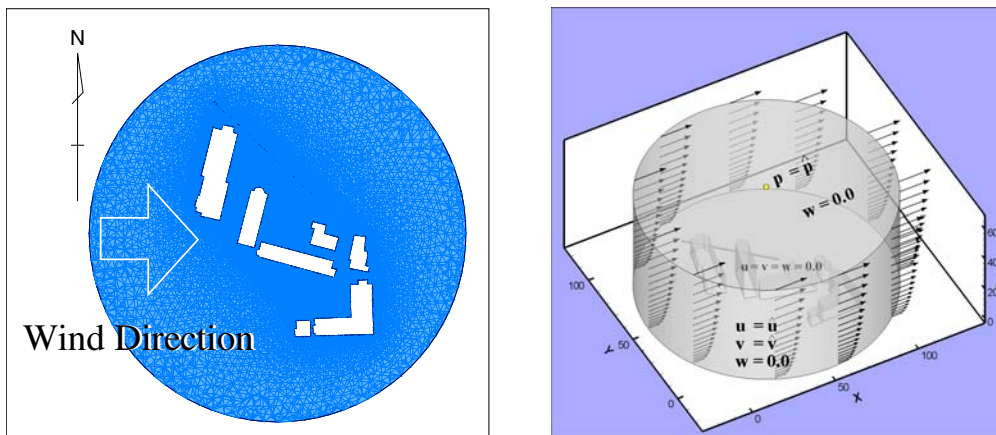 N
Wind Direction
p = p̂
w = 0.0
u = v = w = 0.0
u = û
v = v̂
w = 0.0
60
40
20
0
100
50
0
Y
0
50
100
X